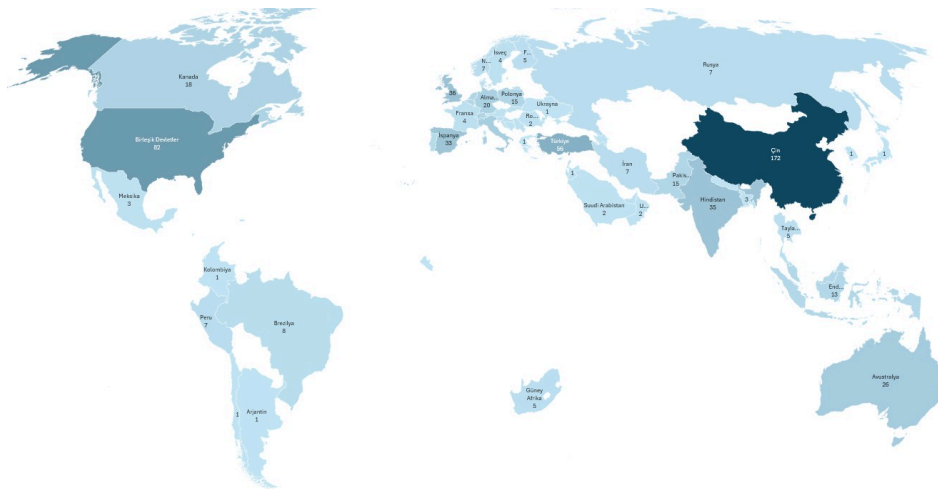 Kanada
18
Birleşik Devletler
82
Meksika
3
Kolombiya
1
Peru
7
Brezilya
8
1
Arjantin
1
N...
7
İsveç
4
F...
5
36
Alma...
20
Polonya
15
Ukrayna
1
Fransa
4
Ro...
2
İspanya
33
1
Türkiye
56
Rusya
7
1
İran
7
Suudi Arabistan
2
U...
2
Pakis...
15
Hindistan
35
3
Çin
172
1
1
Tayla...
5
End...
13
Güney
Afrika
5
Avustralya
26